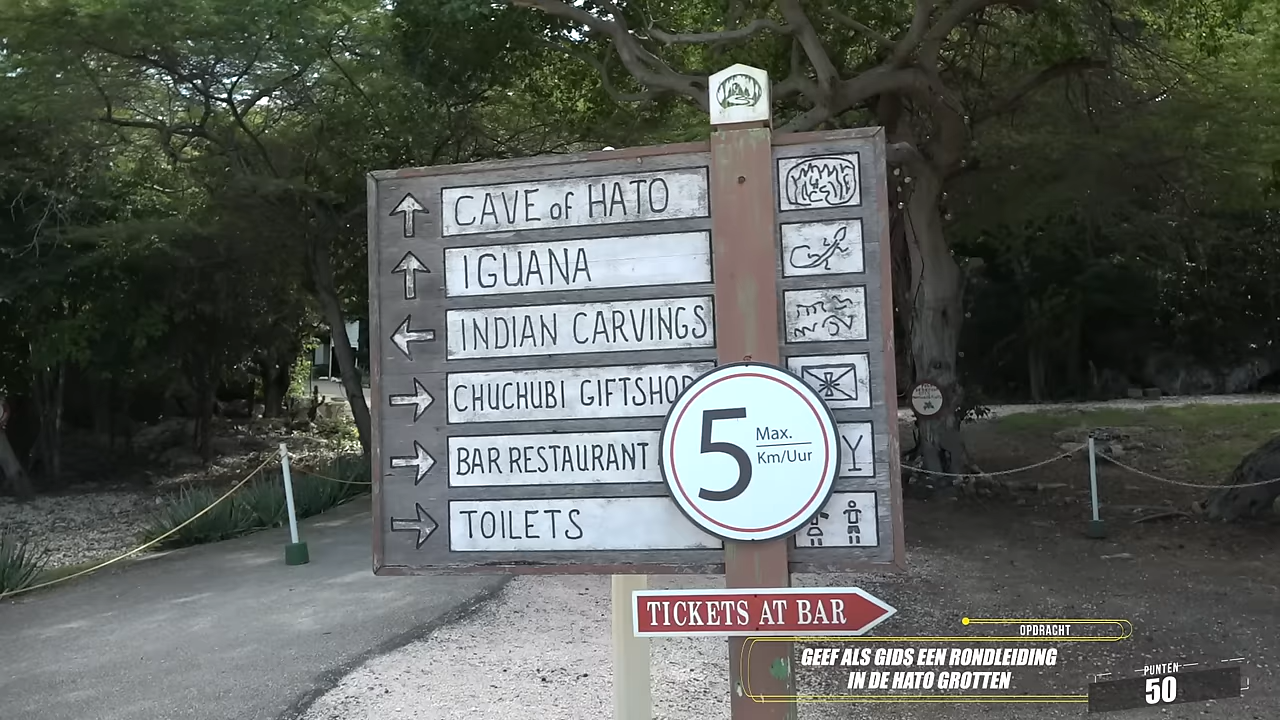 CAVE of HATO
IGUANA
INDIAN CARVINGS
CHUCHUBI GIFTSHOP
BAR RESTAURANT
TOILETS
5 Max.
Km/Uur
TICKETS AT BAR
OPDRACHT
GEEF ALS GIDS EEN RONDLEIDING
IN DE HATO GROTTEN
PUNTEN
50